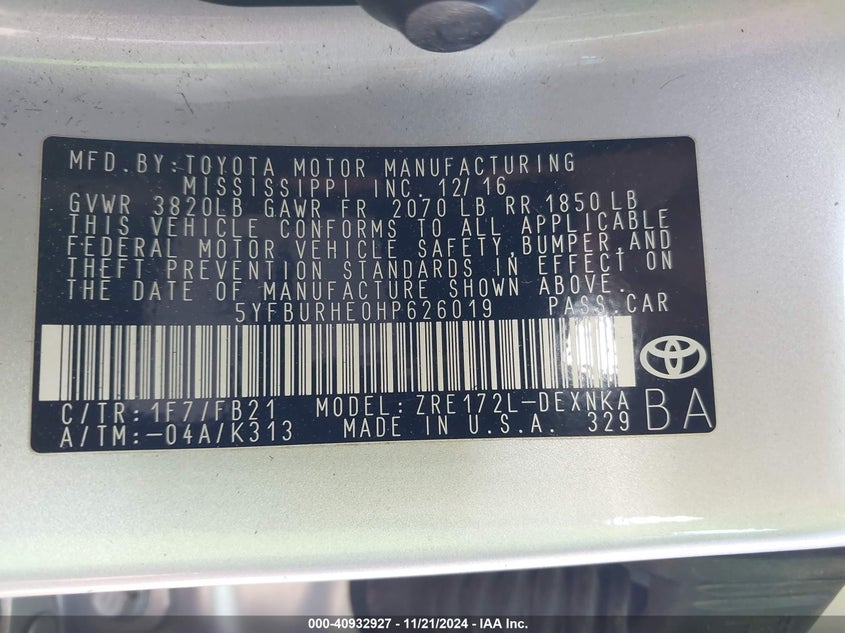 MFD.BY:TOYOTA MOTOR MANUFACTURING
MISSISSIPPI INC. 12/16
GVWR 3820LB GAWR FR 2070 LB RR 1850 LB
THIS VEHICLE CONFORMS TO ALL APPLICABLE
FEDERAL MOTOR VEHICLE SAFETY,BUMPER,AND
THEFT PREVENTION STANDARDS IN EFFECT ON
THE DATE OF MANUFACTURE SHOWN ABOVE.
5YFBURHE0HP626019 PASS.CAR
C/TR:1F7/FB21 MODEL:ZRE172L-DEXNKA
A/TM:-04A/K313 MADE IN U.S.A. 329
BA
000-40932927 - 11/21/2024 - IAA Inc.